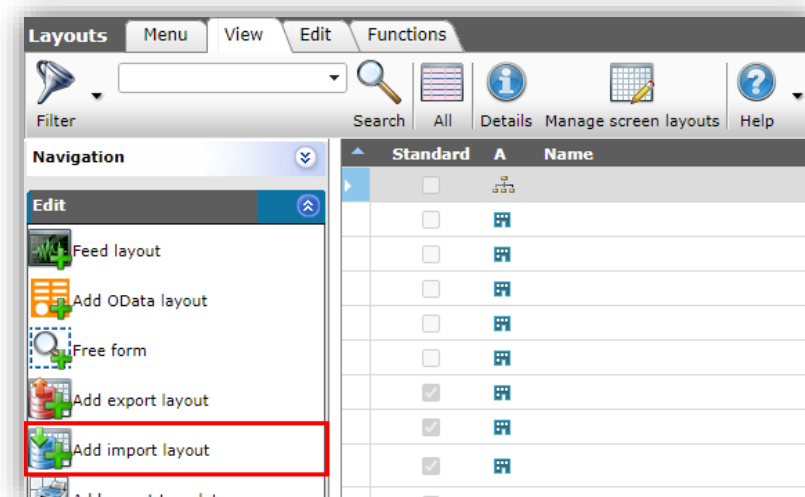 Layouts Menu View Edit Functions
Filter Search All Details Manage screen layouts Help
Navigation
Standard A Name
Edit
Feed layout
Add OData layout
Free form
Add export layout
Add import layout